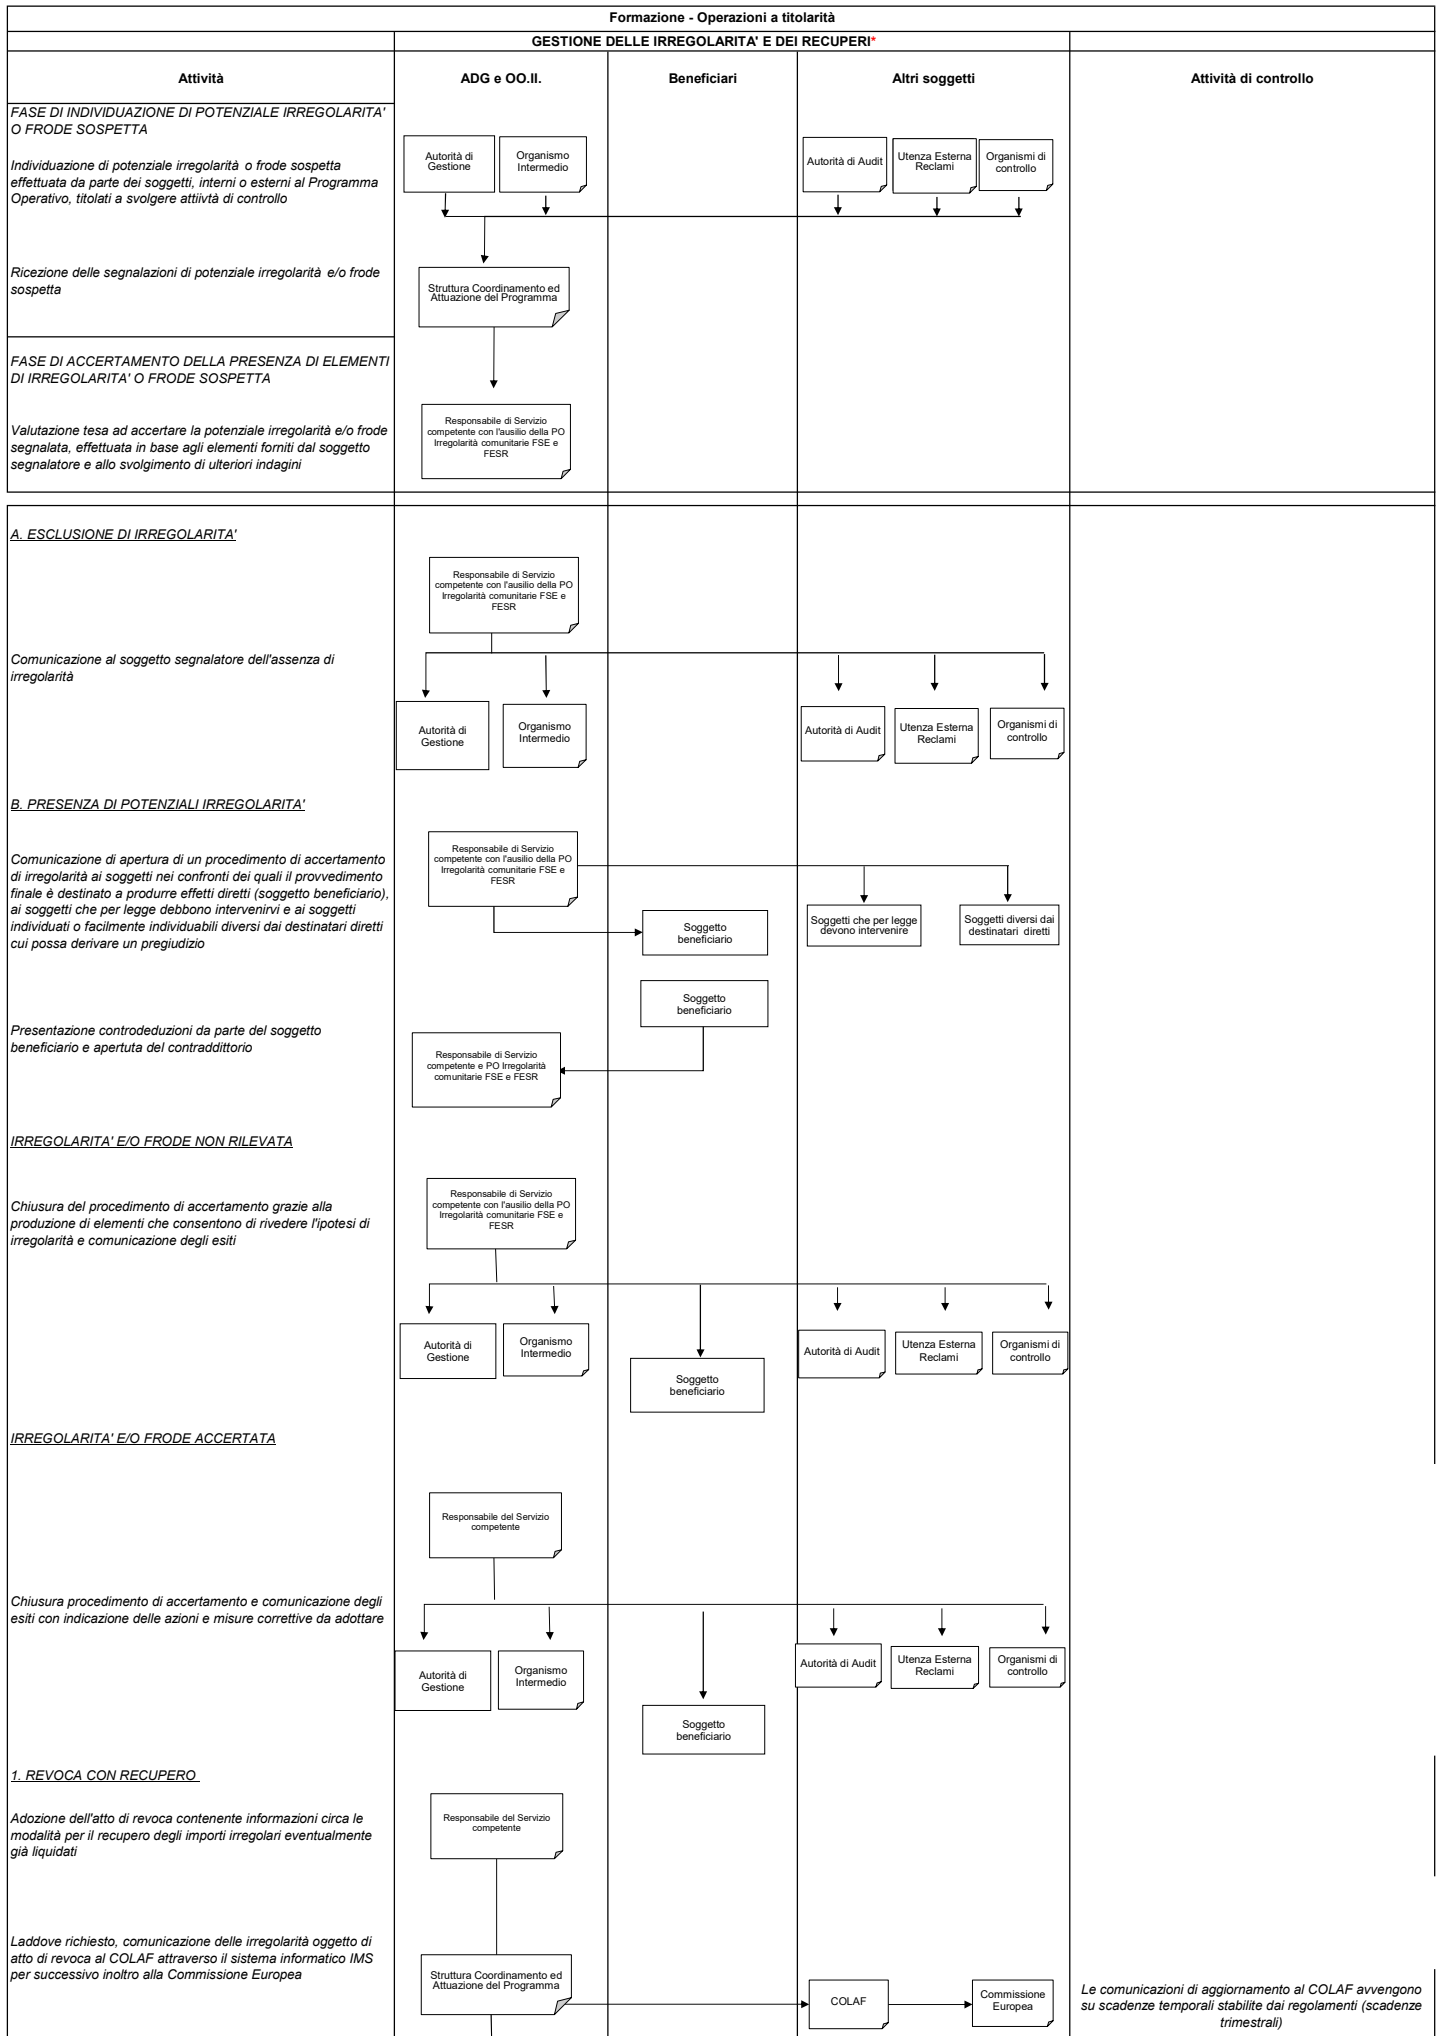 Formazione - Operazioni a titolarità
GESTIONE DELLE IRREGOLARITA' E DEI RECUPERI*
Attività
ADG e OO.II.
Beneficiari
Altri soggetti
Attività di controllo
FASE DI INDIVIDUAZIONE DI POTENZIALE IRREGOLARITA'
O FRODE SOSPETTA
Individuazione di potenziale irregolarità o frode sospetta
effettuata da parte dei soggetti, interni o esterni al Programma
Operativo, titolati a svolgere attiivtà di controllo
Autorità di
Gestione
Organismo
Intermedio
Autorità di Audit
Utenza Esterna
Reclami
Organismi di
controllo
Ricezione delle segnalazioni di potenziale irregolarità e/o frode
sospetta
Struttura Coordinamento ed
Attuazione del Programma
FASE DI ACCERTAMENTO DELLA PRESENZA DI ELEMENTI
DI IRREGOLARITA' O FRODE SOSPETTA
Valutazione tesa ad accertare la potenziale irregolarità e/o frode
segnalata, effettuata in base agli elementi forniti dal soggetto
segnalatore e allo svolgimento di ulteriori indagini
Responsabile di Servizio
competente con l'ausilio della PO
Irregolarità comunitarie FSE e
FESR
A. ESCLUSIONE DI IRREGOLARITA'
Responsabile di Servizio
competente con l'ausilio della PO
Irregolarità comunitarie FSE e
FESR
Comunicazione al soggetto segnalatore dell'assenza di
irregolarità
Autorità di
Gestione
Organismo
Intermedio
Autorità di Audit
Utenza Esterna
Reclami
Organismi di
controllo
B. PRESENZA DI POTENZIALI IRREGOLARITA'
Comunicazione di apertura di un procedimento di accertamento
di irregolarità ai soggetti nei confronti dei quali il provvedimento
finale è destinato a produrre effetti diretti (soggetto beneficiario),
ai soggetti che per legge debbono intervenirvi e ai soggetti
individuati o facilmente individuabili diversi dai destinatari diretti
cui possa derivare un pregiudizio
Responsabile di Servizio
competente con l'ausilio della PO
Irregolarità comunitarie FSE e
FESR
Soggetto
beneficiario
Soggetti che per legge
devono intervenire
Soggetti diversi dai
destinatari diretti
Soggetto
beneficiario
Presentazione controdeduzioni da parte del soggetto
beneficiario e apertuta del contraddittorio
Responsabile di Servizio
competente e PO Irregolarità
comunitarie FSE e FESR
IRREGOLARITA' E/O FRODE NON RILEVATA
Chiusura del procedimento di accertamento grazie alla
produzione di elementi che consentono di rivedere l'ipotesi di
irregolarità e comunicazione degli esiti
Responsabile di Servizio
competente con l'ausilio della PO
Irregolarità comunitarie FSE e
FESR
Autorità di
Gestione
Organismo
Intermedio
Soggetto
beneficiario
Autorità di Audit
Utenza Esterna
Reclami
Organismi di
controllo
IRREGOLARITA' E/O FRODE ACCERTATA
Responsabile del Servizio
competente
Chiusura procedimento di accertamento e comunicazione degli
esiti con indicazione delle azioni e misure correttive da adottare
Autorità di
Gestione
Organismo
Intermedio
Soggetto
beneficiario
Autorità di Audit
Utenza Esterna
Reclami
Organismi di
controllo
1. REVOCA CON RECUPERO
Adozione dell'atto di revoca contenente informazioni circa le
modalità per il recupero degli importi irregolari eventualmente
già liquidati
Responsabile del Servizio
competente
Laddove richiesto, comunicazione delle irregolarità oggetto di
atto di revoca al COLAF attraverso il sistema informatico IMS
per successivo inoltro alla Commissione Europea
Struttura Coordinamento ed
Attuazione del Programma
COLAF
Commissione
Europea
Le comunicazioni di aggiornamento al COLAF avvengono
su scadenze temporali stabilite dai regolamenti (scadenze
trimestrali)